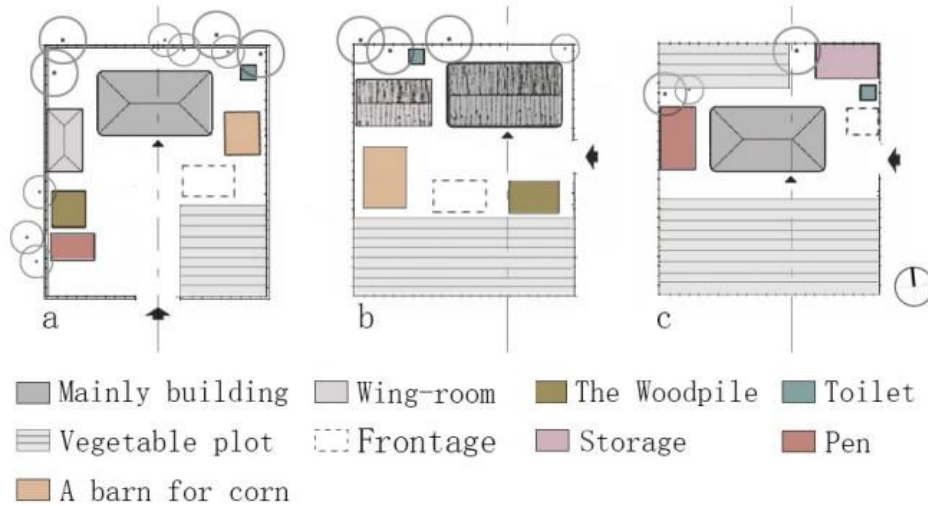 a
b
c
Mainly building
Wing-room
The Woodpile
Toilet
Vegetable plot
Frontage
Storage
Pen
A barn for corn